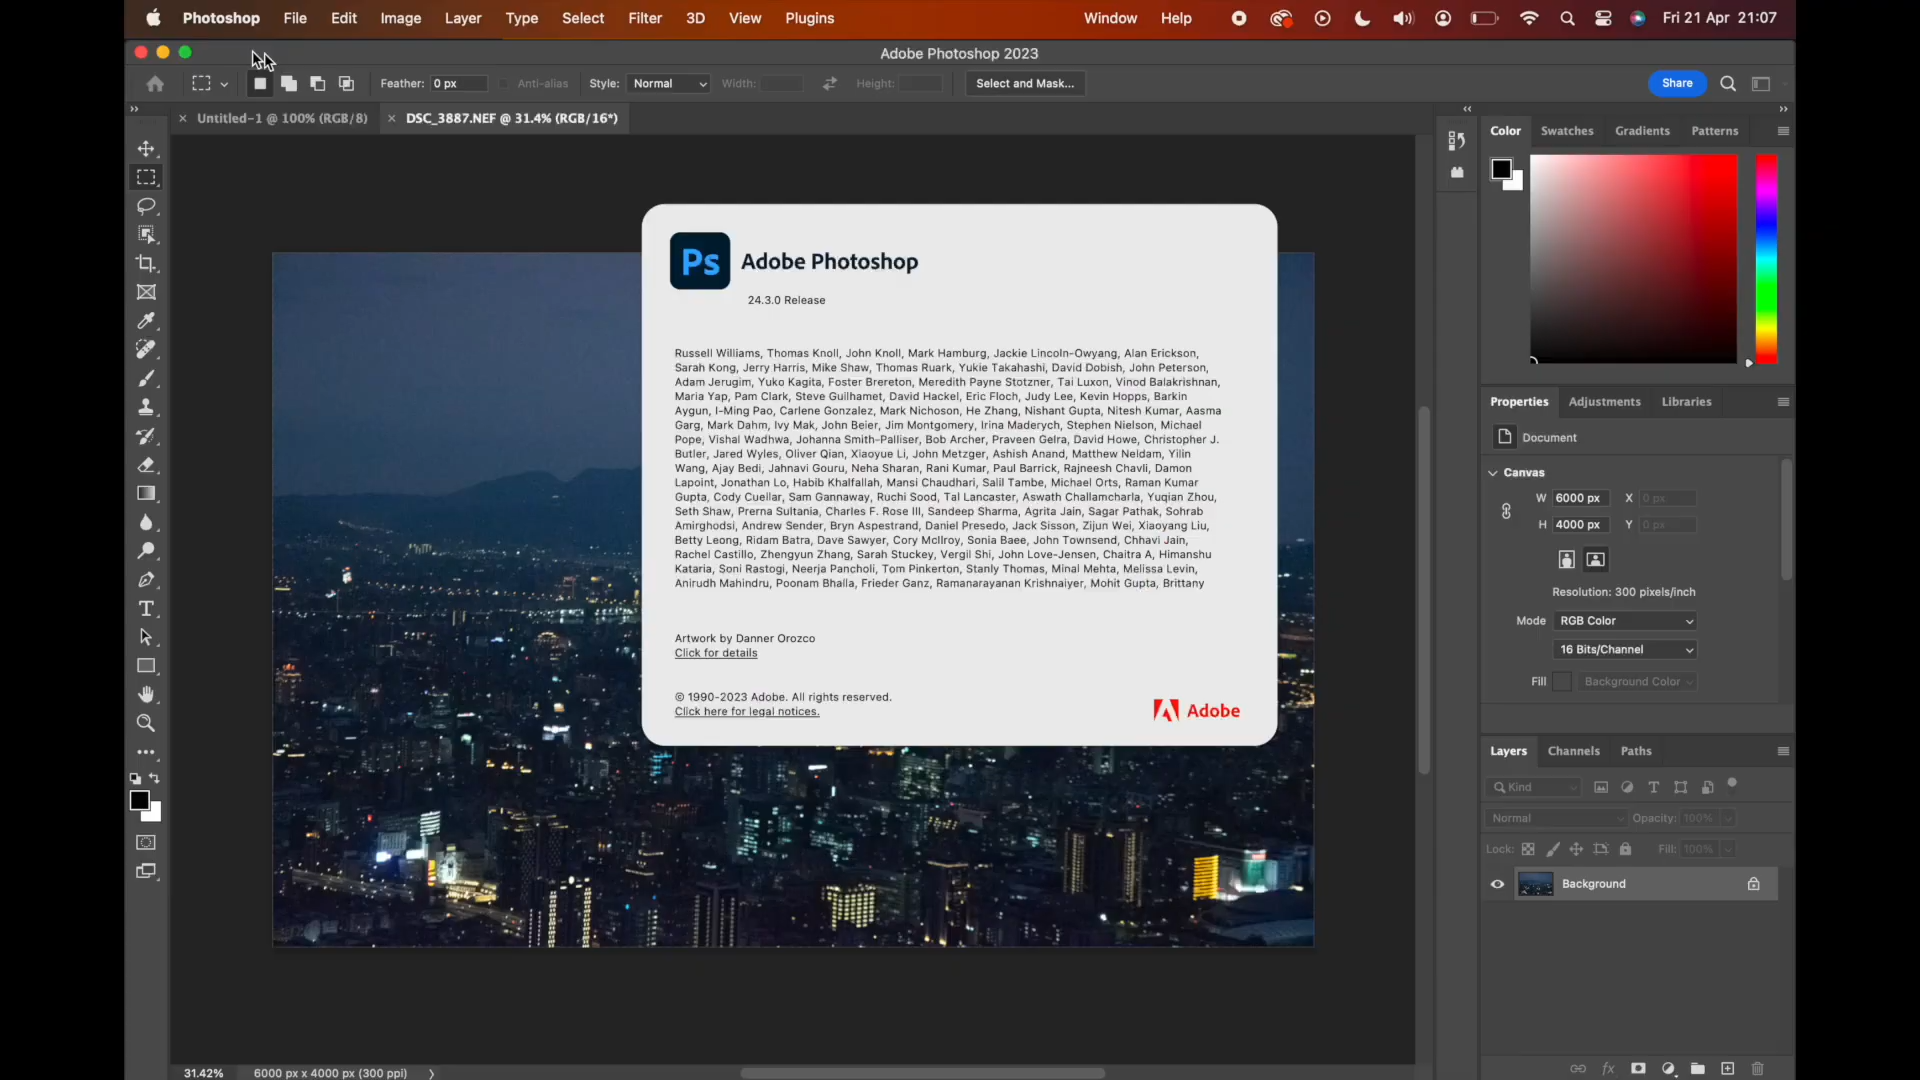 Photoshop File Edit Image Layer Type Select Filter 3D View Plugins Window Help Fri 21 Apr 21:07
Adobe Photoshop 2023
Feather: 0 px Anti-alias Style: Normal Width: Height: Select and Mask... Share
Untitled-1 @ 100% (RGB/8) DSC_3887.NEF @ 31.4% (RGB/16*)
Ps Adobe Photoshop
24.3.0 Release
Russell Williams, Thomas Knoll, John Knoll, Mark Hamburg, Jackie Lincoln-Owyang, Alan Erickson,
Sarah Kong, Jerry Harris, Mike Shaw, Thomas Ruark, Yukie Takahashi, David Dobish, John Peterson,
Adam Jerugim, Yuko Kagita, Foster Brereton, Meredith Payne Stotzner, Tai Luxon, Vinod Balakrishnan,
Maria Yap, Pam Clark, Steve Guilhamet, David Hackel, Eric Floch, Judy Lee, Kevin Hopps, Barkin
Aygun, I-Ming Pao, Carlene Gonzalez, Mark Nichoson, He Zhang, Nishant Gupta, Nitesh Kumar, Aasma
Garg, Mark Dahm, Ivy Mak, John Beier, Jim Montgomery, Irina Maderych, Stephen Nielson, Michael
Pope, Vishal Wadhwa, Johanna Smith-Palliser, Bob Archer, Praveen Gelra, David Howe, Christopher J.
Butler, Jared Wyles, Oliver Qian, Xiaoyue Li, John Metzger, Ashish Anand, Matthew Neldam, Yilin
Wang, Ajay Bedi, Jahnavi Gouru, Neha Sharan, Rani Kumar, Paul Barrick, Rajneesh Chavli, Damon
Lapoint, Jonathan Lo, Habib Khalfallah, Mansi Chaudhari, Salil Tambe, Michael Orts, Raman Kumar
Gupta, Cody Cuellar, Sam Gannaway, Ruchi Sood, Tal Lancaster, Aswath Challamcharla, Yuqian Zhou,
Seth Shaw, Prerna Sultania, Charles F. Rose III, Sandeep Sharma, Agrita Jain, Sagar Pathak, Sohrab
Amirghodsi, Andrew Sender, Bryn Aspestrand, Daniel Presedo, Jack Sisson, Zijun Wei, Xiaoyang Liu,
Betty Leong, Ridam Batra, Dave Sawyer, Cory McIlroy, Sonia Baee, John Townsend, Chhavi Jain,
Rachel Castillo, Zhengyun Zhang, Sarah Stuckey, Vergil Shi, John Love-Jensen, Chaitra A, Himanshu
Kataria, Soni Rastogi, Neerja Pancholi, Tom Pinkerton, Stanly Thomas, Minal Mehta, Melissa Levin,
Anirudh Mahindru, Poonam Bhalla, Frieder Ganz, Ramanarayanan Krishnaiyer, Mohit Gupta, Brittany
Artwork by Danner Orozco
Click for details
© 1990-2023 Adobe. All rights reserved.
Click here for legal notices.
Adobe
Color Swatches Gradients Patterns
Properties Adjustments Libraries
Document
Canvas
W 6000 px X 0 px
H 4000 px Y 0 px
Resolution: 300 pixels/inch
Mode RGB Color
16 Bits/Channel
Fill Background Color
Layers Channels Paths
Kind
Normal Opacity: 100%
Lock: Fill: 100%
Background
31.42% 6000 px x 4000 px (300 ppi)